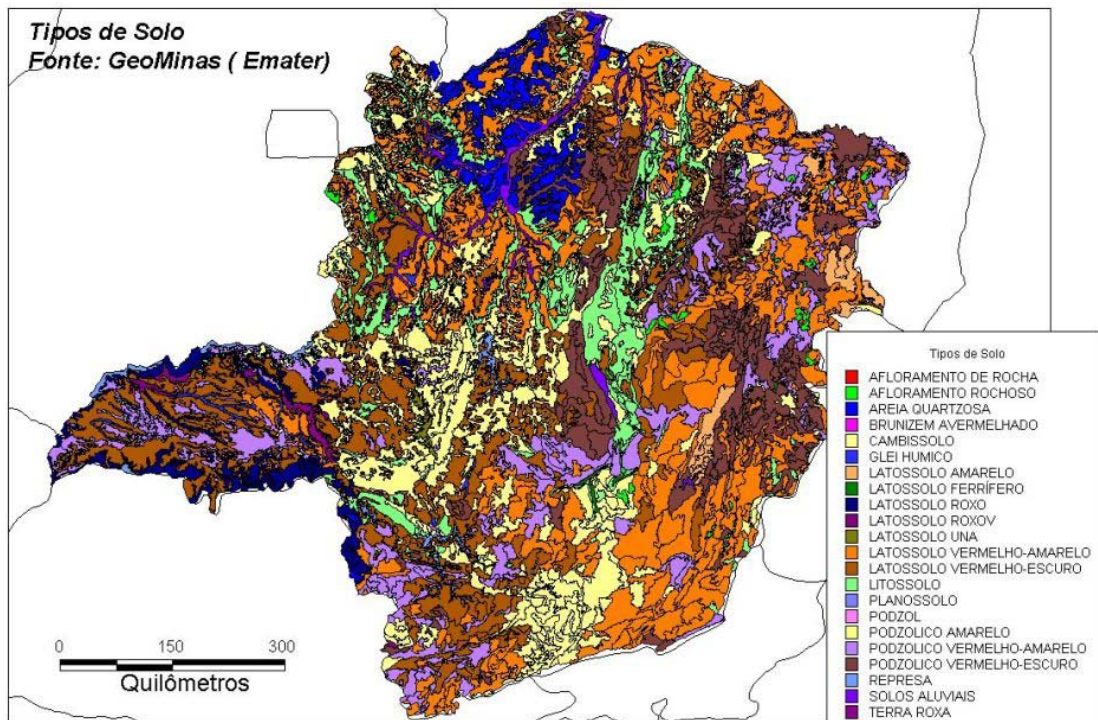 Tipos de Solo
Fonte: GeoMinas ( Emater)
Tipos de Solo
AFLORAMENTO DE ROCHA
AFLORAMENTO ROCHOSO
AREIA QUARTZOSA
BRUNIZEM AVERMELHADO
CAMBISSOLO
GLEI HUMICO
LATOSSOLO AMARELO
LATOSSOLO FERRÍFERO
LATOSSOLO ROXO
LATOSSOLO ROXOV
LATOSSOLO UNA
LATOSSOLO VERMELHO-AMARELO
LATOSSOLO VERMELHO-ESCURO
LITOSSOLO
PLANOSSOLO
PODZOL
PODZOLICO AMARELO
PODZOLICO VERMELHO-AMARELO
PODZOLICO VERMELHO-ESCURO
REPRESA
SOLOS ALUVIAIS
TERRA ROXA
0 150 300
Quilômetros